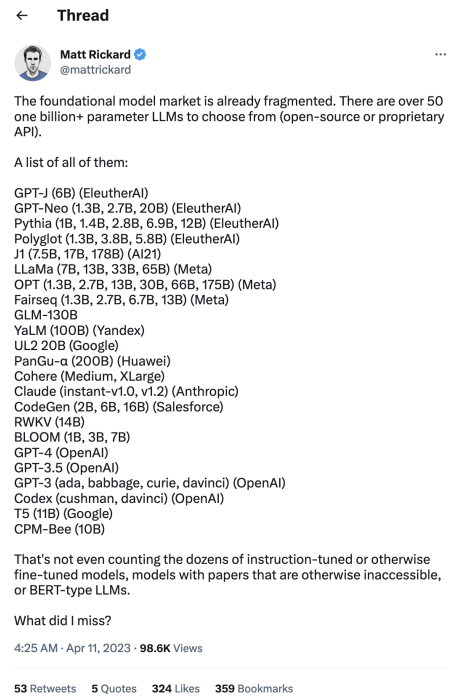 Thread
Matt Rickard
@mattrickard
The foundational model market is already fragmented. There are over 50
one billion+ parameter LLMs to choose from (open-source or proprietary
API).
A list of all of them:
GPT-J (6B) (EleutherAI)
GPT-Neo (1.3B, 2.7B, 20B) (EleutherAI)
Pythia (1B, 1.4B, 2.8B, 6.9B, 12B) (EleutherAI)
Polyglot (1.3B, 3.8B, 5.8B) (EleutherAI)
J1 (7.5B, 17B, 178B) (AI21)
LLaMa (7B, 13B, 33B, 65B) (Meta)
OPT (1.3B, 2.7B, 13B, 30B, 66B, 175B) (Meta)
Fairseq (1.3B, 2.7B, 6.7B, 13B) (Meta)
GLM-130B
YaLM (100B) (Yandex)
UL2 20B (Google)
PanGu-α (200B) (Huawei)
Cohere (Medium, XLarge)
Claude (instant-v1.0, v1.2) (Anthropic)
CodeGen (2B, 6B, 16B) (Salesforce)
RWKV (14B)
BLOOM (1B, 3B, 7B)
GPT-4 (OpenAI)
GPT-3.5 (OpenAI)
GPT-3 (ada, babbage, curie, davinci) (OpenAI)
Codex (cushman, davinci) (OpenAI)
T5 (11B) (Google)
CPM-Bee (10B)
That's not even counting the dozens of instruction-tuned or otherwise
fine-tuned models, models with papers that are otherwise inaccessible,
or BERT-type LLMs.
What did I miss?
4:25 AM · Apr 11, 2023 · 98.6K Views
53 Retweets 5 Quotes 324 Likes 359 Bookmarks